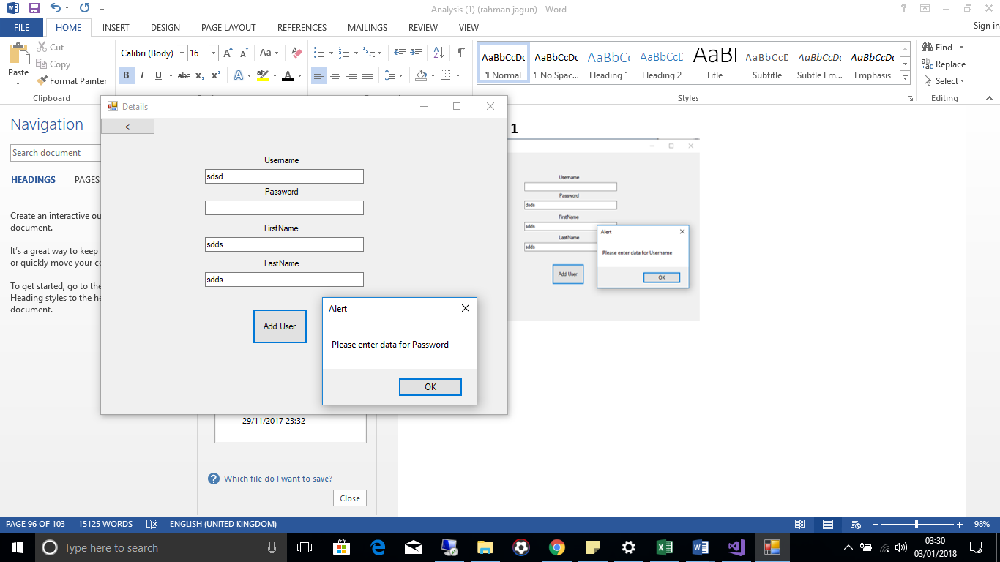 Analysis (1) (rahman jagun) - Word
FILE HOME INSERT DESIGN PAGE LAYOUT REFERENCES MAILINGS REVIEW VIEW Sign in
Paste
Cut
Copy
Format Painter
Clipboard
Calibri (Body) 16
Aa
B I U abc x₂ x² A A
AaBbCcDc AaBbCcDc AaBbCc AaBbCcD AaBl AaBbCcD AaBbCcDc AaBbCcDc
¶ Normal ¶ No Spac... Heading 1 Heading 2 Title Subtitle Subtle Em... Emphasis
Styles
Find
Replace
Select
Editing
Navigation
Search document
HEADINGS PAGES
Create an interactive ou
document.
It's a great way to keep
or quickly move your co
To get started, go to the
Heading styles to the he
document.
Details
<
Username
sdsd
Password
FirstName
sdds
LastName
sdds
Add User
Alert
Please enter data for Password
OK
1
Username
Password
dsds
FirstName
sdds
LastName
sdds
Add User
Alert
Please enter data for Username
OK
29/11/2017 23:32
Which file do I want to save?
Close
PAGE 96 OF 103 15125 WORDS ENGLISH (UNITED KINGDOM) 98%
Type here to search
03:30
03/01/2018